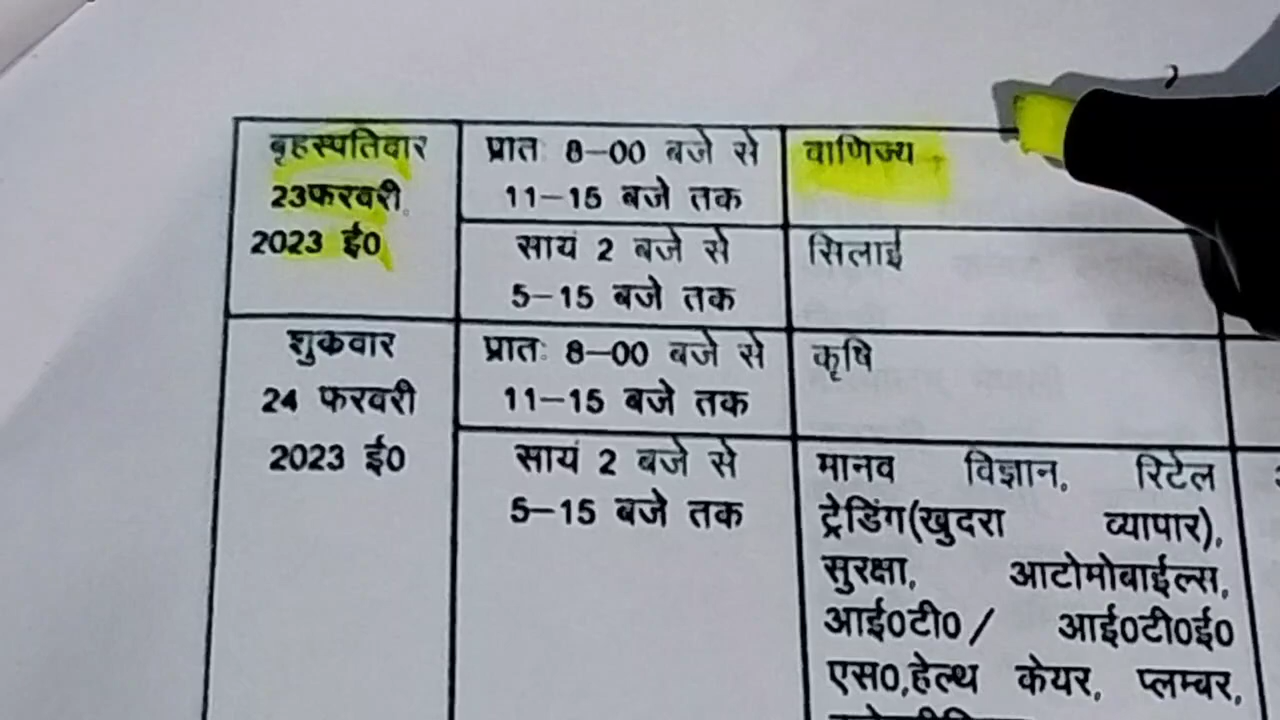 बृहस्पतिवार
23फरवरी
2023 ई0
प्रातः 8-00 बजे से
11-15 बजे तक
वाणिज्य
सायं 2 बजे से
5-15 बजे तक
सिलाई
शुकवार
24 फरवरी
2023 ई0
प्रातः 8-00 बजे से
11-15 बजे तक
कृषि
सायं 2 बजे से
5-15 बजे तक
मानव विज्ञान, रिटेल
ट्रेडिंग(खुदरा व्यापार),
सुरक्षा, आटोमोबाईल्स,
आई0टी0/ आई0टी0ई0
एस0,हेल्थ केयर, प्लम्बर,